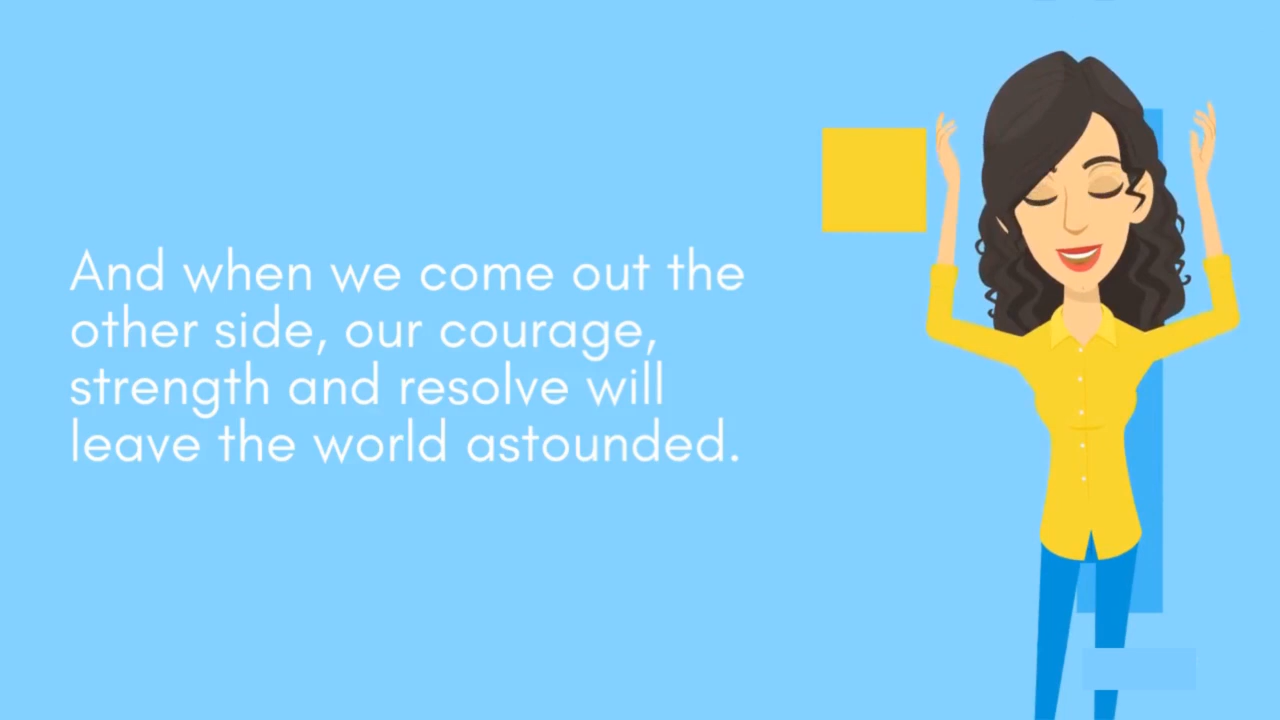 And when we come out the
other side, our courage,
strength and resolve will
leave the world astounded.